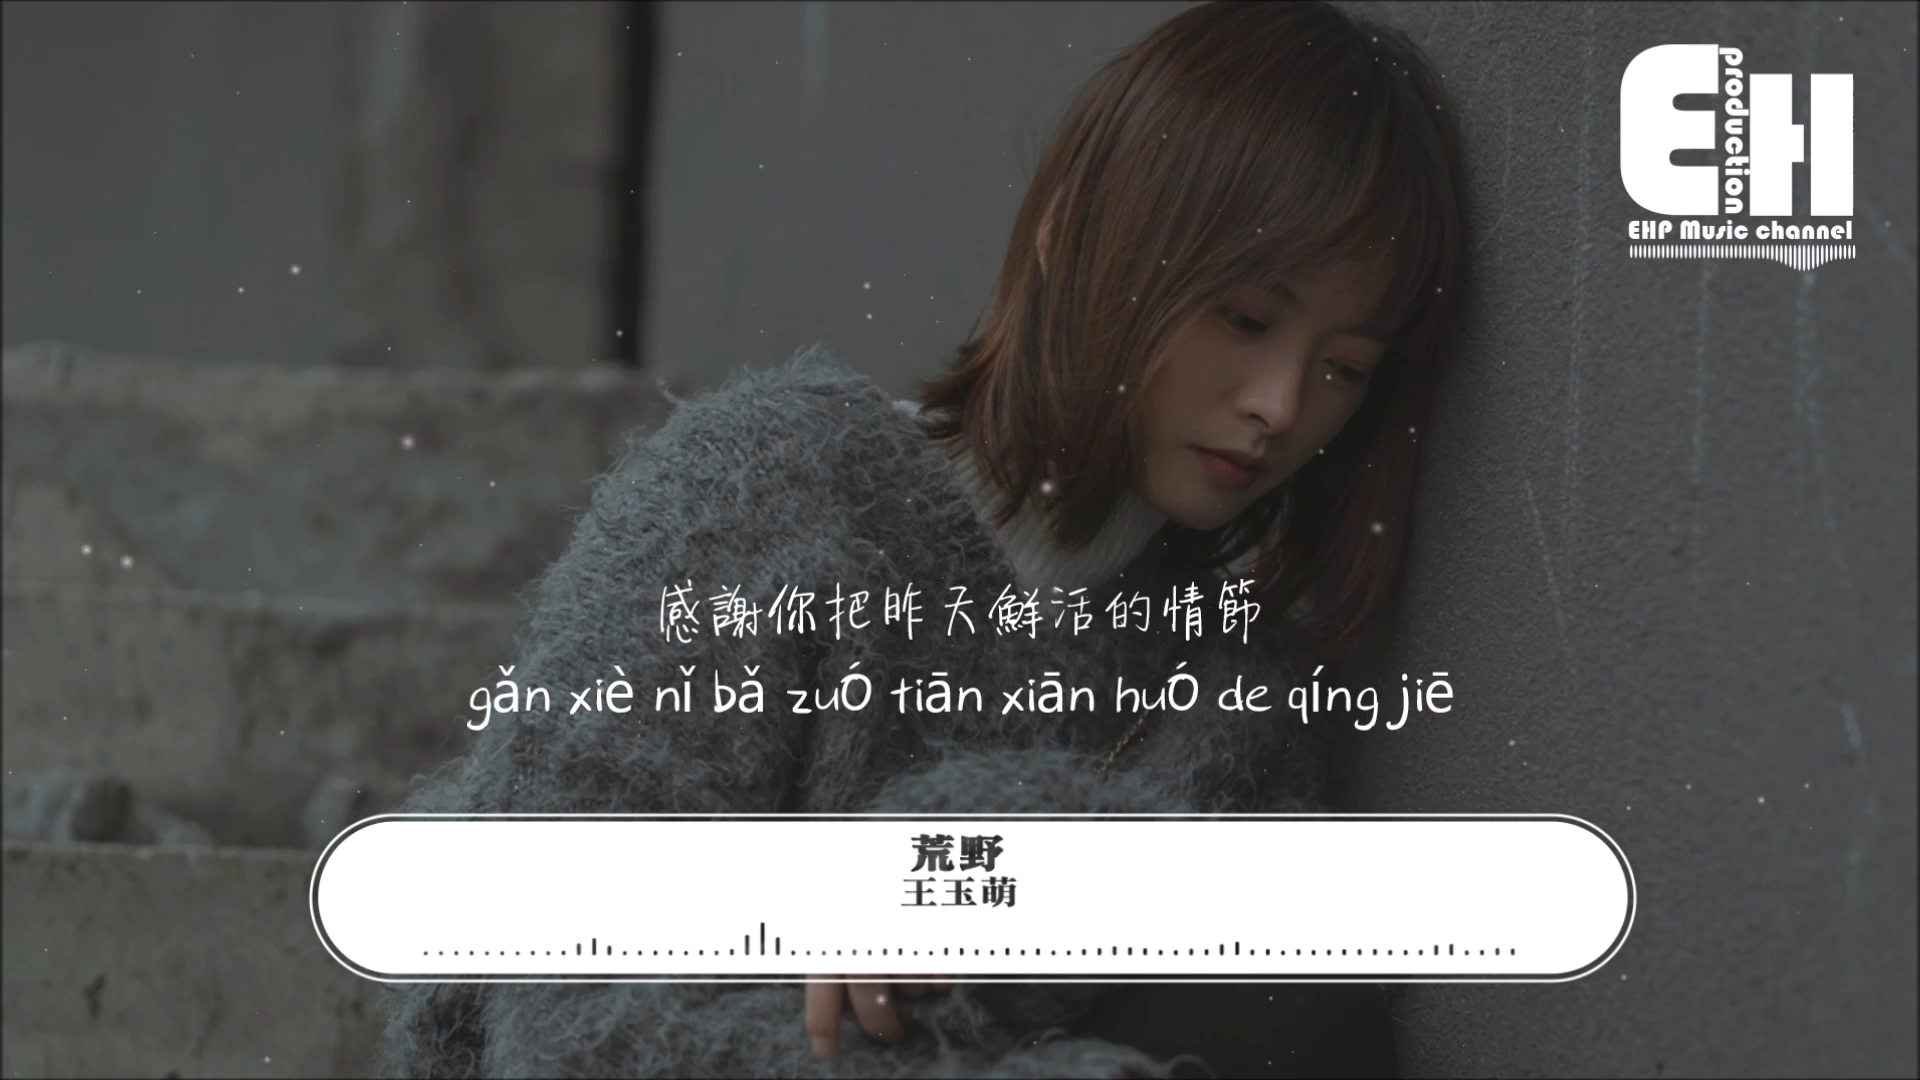 EH
production
EHP Music channel
感謝你把昨天鮮活的情節
gǎn xiè nǐ bǎ zuó tiān xiān huó de qíng jiē
荒野
王玉萌